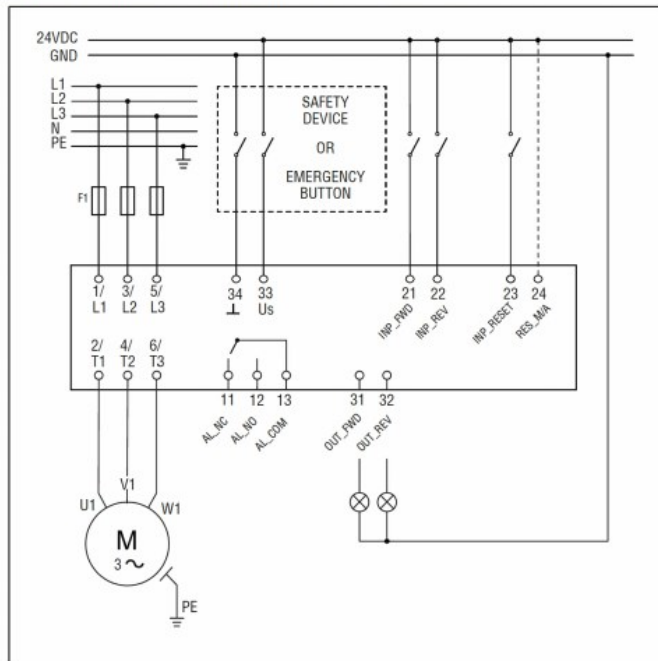 24VDC
GND
L1
L2
L3
N
PE
F1
SAFETY
DEVICE
OR
EMERGENCY
BUTTON
1/
L1
3/
L2
5/
L3
34
⊥
33
Us
21
INP_FWD
22
INP_REV
23
INP_RESET
24
RES_M/A
2/
T1
4/
T2
6/
T3
11
AL_NC
12
AL_NO
13
AL_COM
31
OUT_FWD
32
OUT_REV
U1
V1
W1
M
3 ~
PE